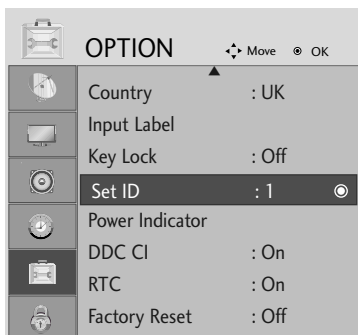 OPTION Move OK
Country : UK
Input Label
Key Lock : Off
Set ID : 1
Power Indicator
DDC CI : On
RTC : On
Factory Reset : Off